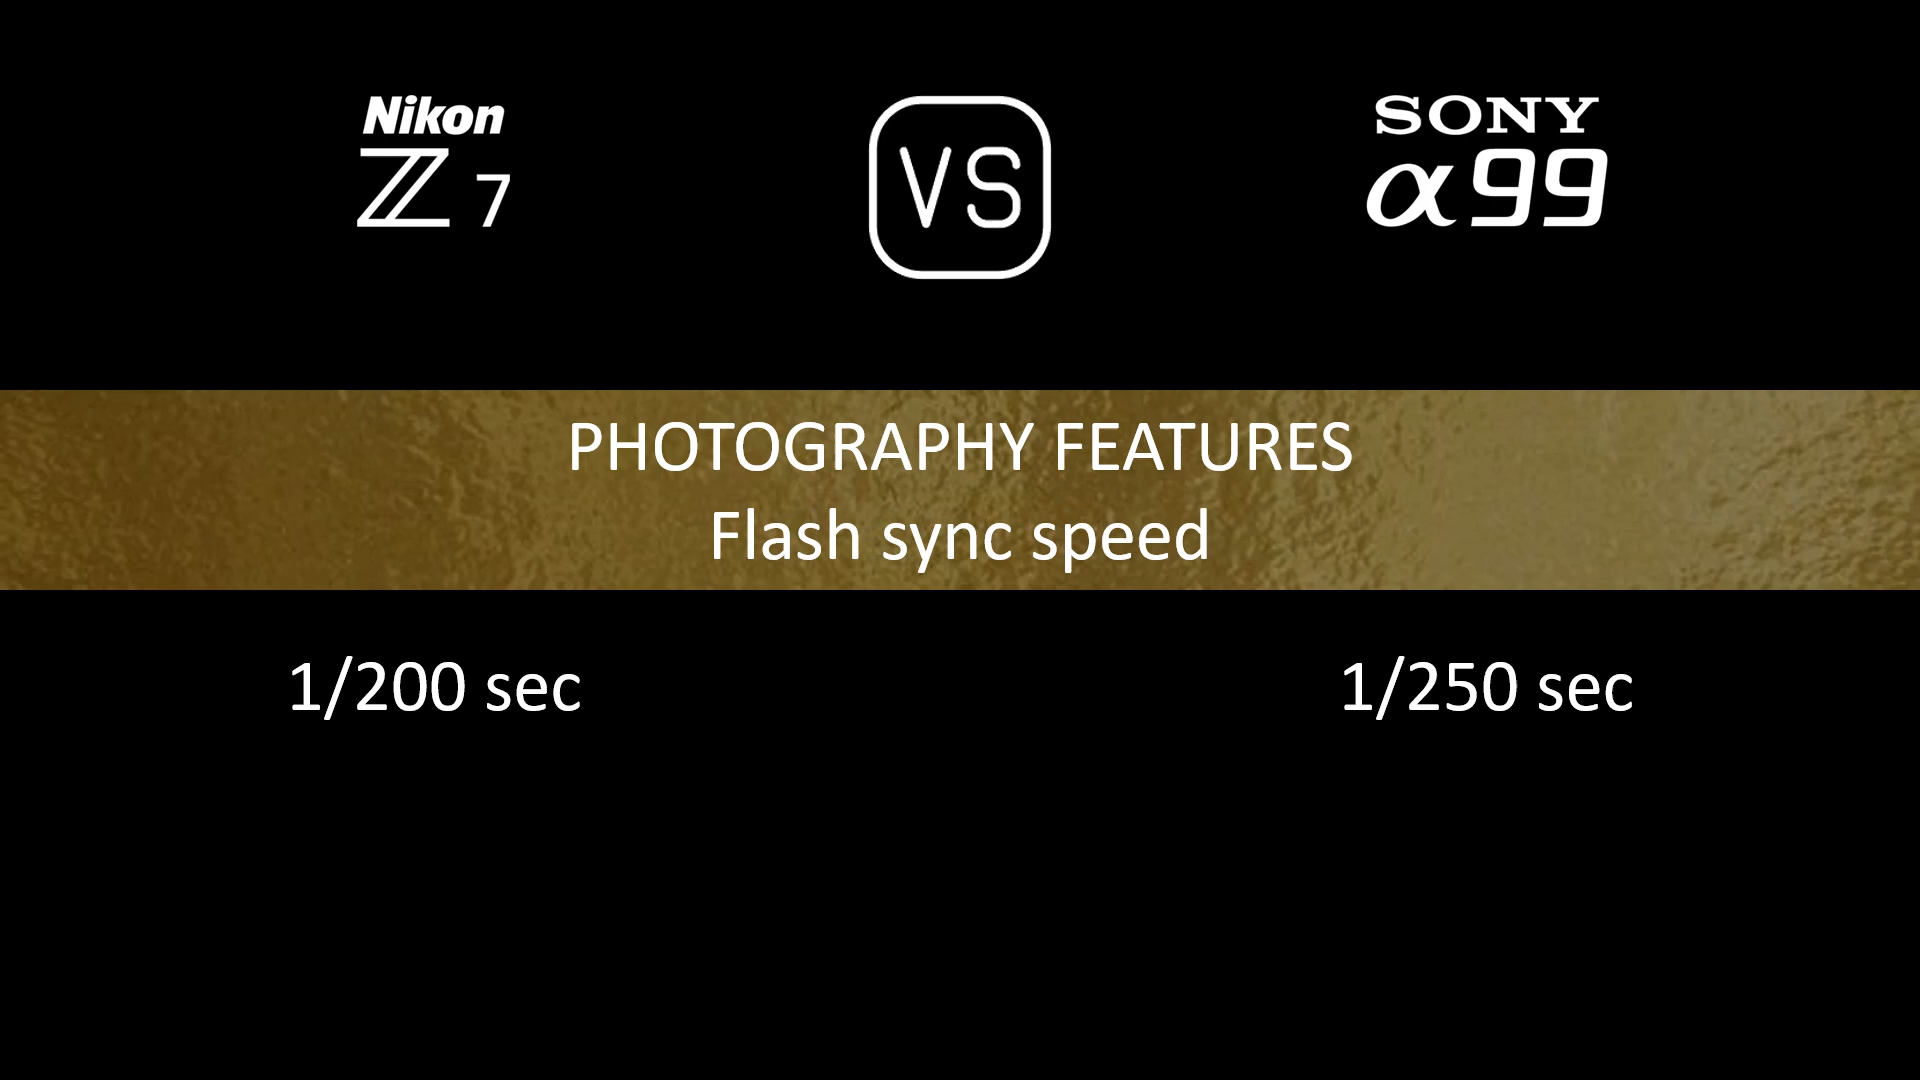 Nikon
Z 7
VS
SONY
α99
PHOTOGRAPHY FEATURES
Flash sync speed
1/200 sec
1/250 sec